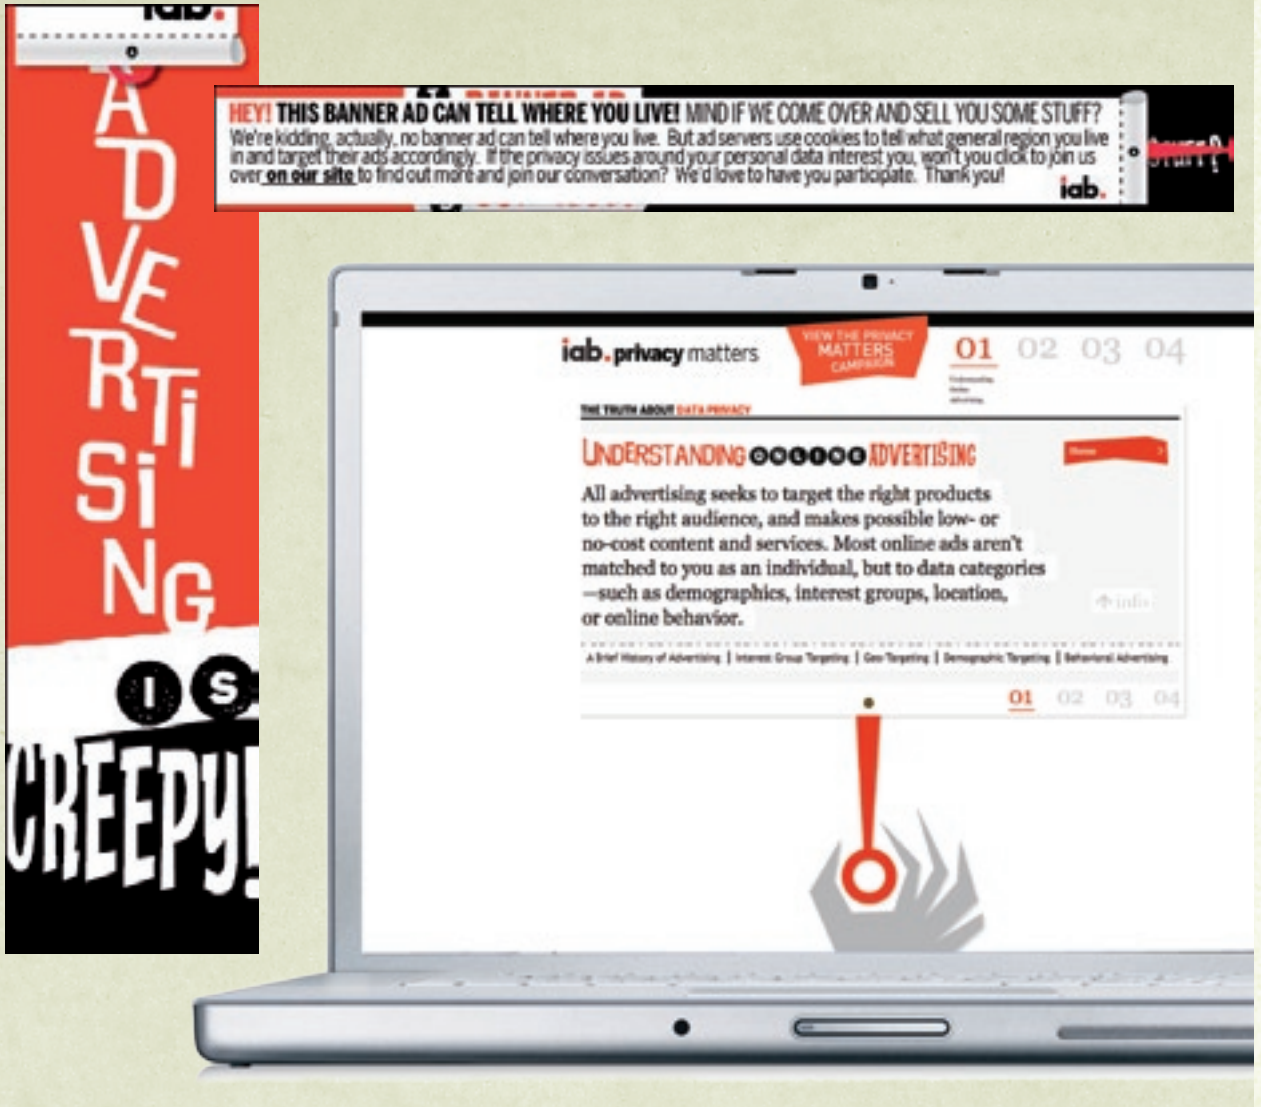 iab.
ADVERTISING
IS
CREEPY!
HEY! THIS BANNER AD CAN TELL WHERE YOU LIVE! MIND IF WE COME OVER AND SELL YOU SOME STUFF?
We're kidding, actually, no banner ad can tell where you live. But ad servers use cookies to tell what general region you live
in and target their ads accordingly. If the privacy issues around your personal data interest you, won't you click to join us
over on our site to find out more and join our conversation? We'd love to have you participate. Thank you!
iab.
STUFF?
iab.privacy matters
VIEW THE PRIVACY
MATTERS
CAMPAIGN
01 02 03 04
Understanding
Online
Advertising
THE TRUTH ABOUT DATA PRIVACY
UNDERSTANDING ONLINE ADVERTISING
Home
All advertising seeks to target the right products
to the right audience, and makes possible low- or
no-cost content and services. Most online ads aren't
matched to you as an individual, but to data categories
—such as demographics, interest groups, location,
or online behavior.
info
A Brief History of Advertising | Interest Group Targeting | Geo-Targeting | Demographic Targeting | Behavioral Advertising
01 02 03 04